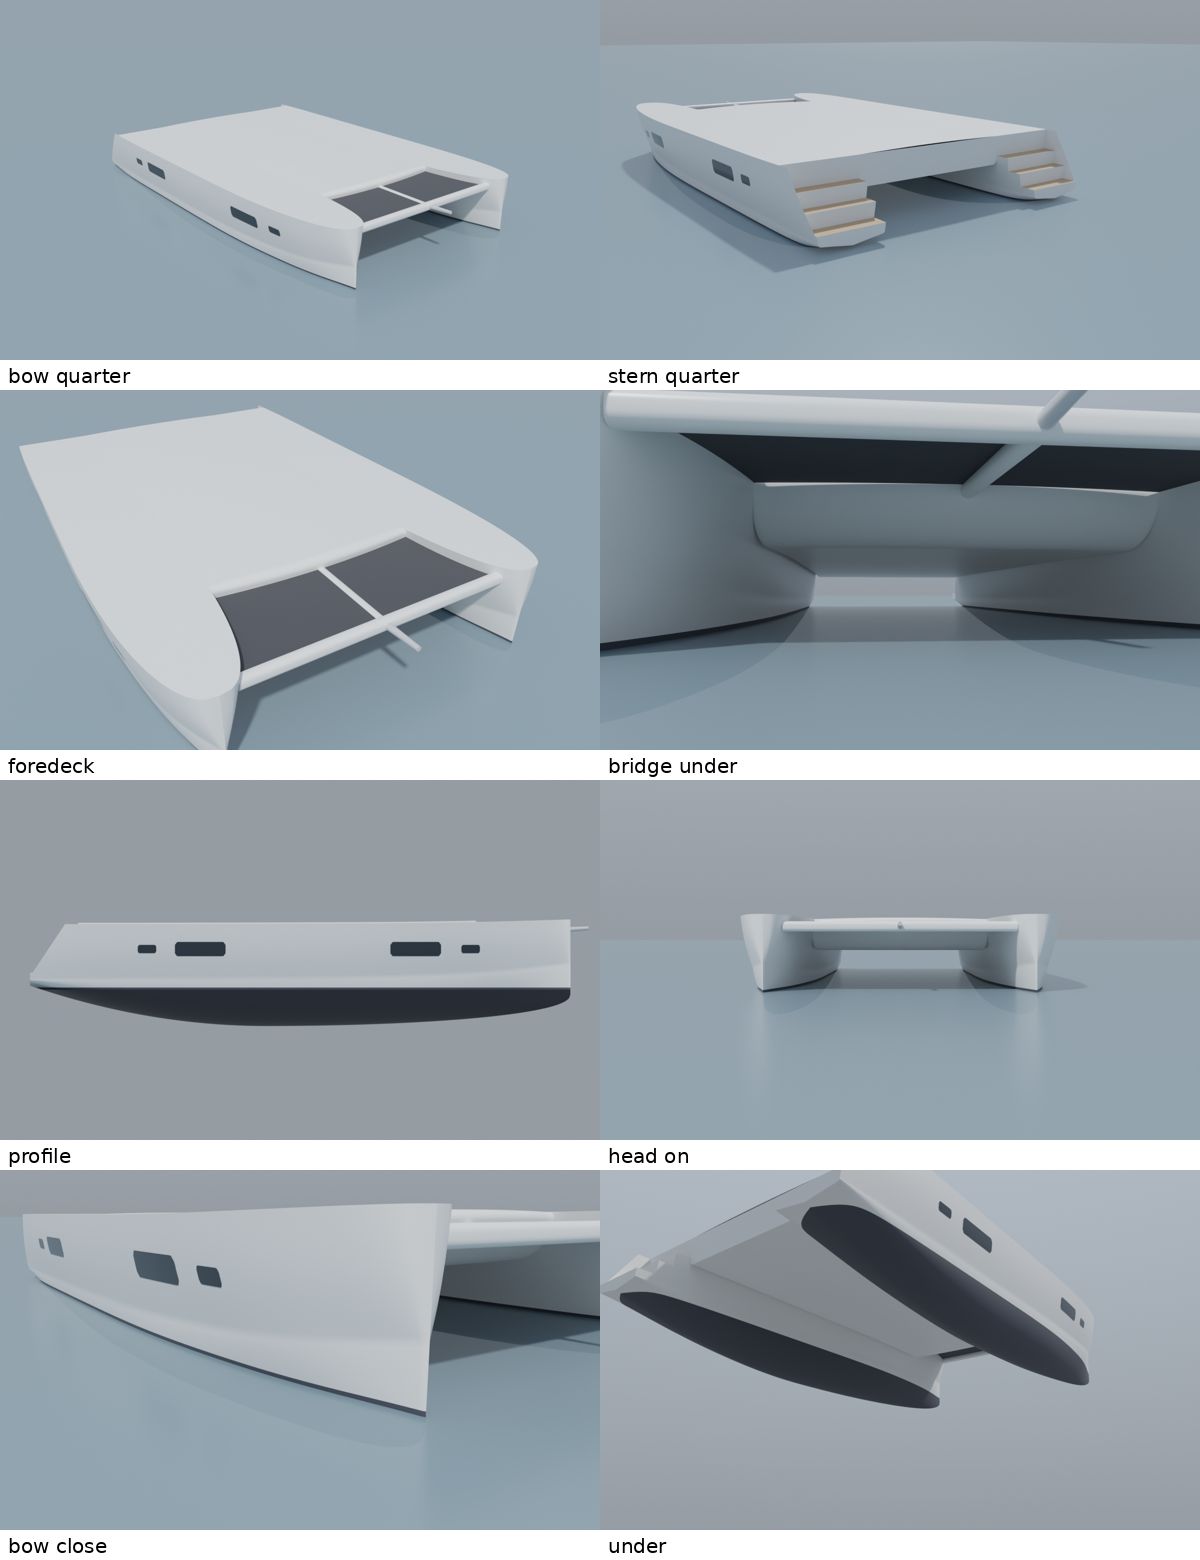 bow quarter
stern quarter
foredeck
bridge under
profile
head on
bow close
under